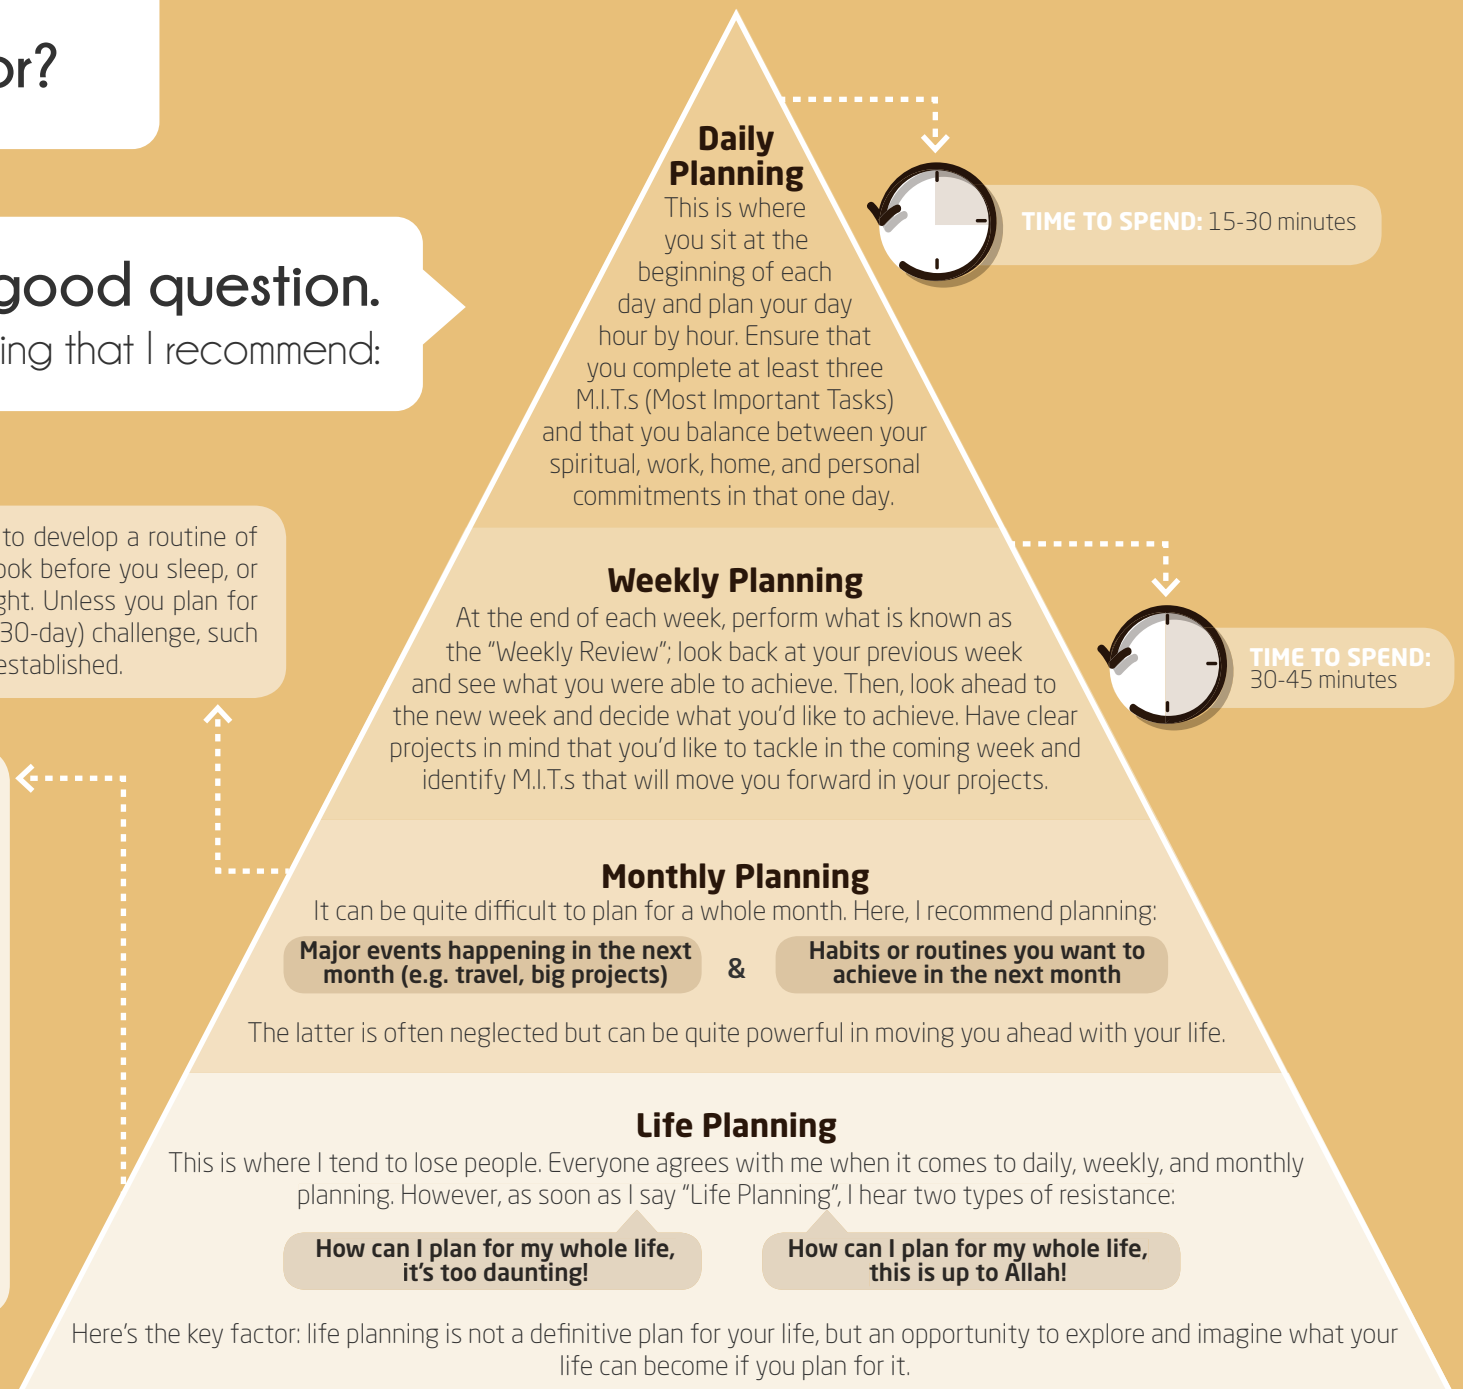 or?
good question.
ing that I recommend:
Daily
Planning
This is where
you sit at the
beginning of each
day and plan your day
hour by hour. Ensure that
you complete at least three
M.I.T.s (Most Important Tasks)
and that you balance between your
spiritual, work, home, and personal
commitments in that one day.
TIME TO SPEND: 15-30 minutes
to develop a routine of
ook before you sleep, or
ght. Unless you plan for
30-day) challenge, such
established.
Weekly Planning
At the end of each week, perform what is known as
the “Weekly Review”; look back at your previous week
and see what you were able to achieve. Then, look ahead to
the new week and decide what you’d like to achieve. Have clear
projects in mind that you’d like to tackle in the coming week and
identify M.I.T.s that will move you forward in your projects.
TIME TO SPEND:
30-45 minutes
Monthly Planning
It can be quite difficult to plan for a whole month. Here, I recommend planning:
Major events happening in the next
month (e.g. travel, big projects)
&
Habits or routines you want to
achieve in the next month
The latter is often neglected but can be quite powerful in moving you ahead with your life.
Life Planning
This is where I tend to lose people. Everyone agrees with me when it comes to daily, weekly, and monthly
planning. However, as soon as I say “Life Planning”, I hear two types of resistance:
How can I plan for my whole life,
it’s too daunting!
How can I plan for my whole life,
this is up to Allah!
Here’s the key factor: life planning is not a definitive plan for your life, but an opportunity to explore and imagine what your
life can become if you plan for it.